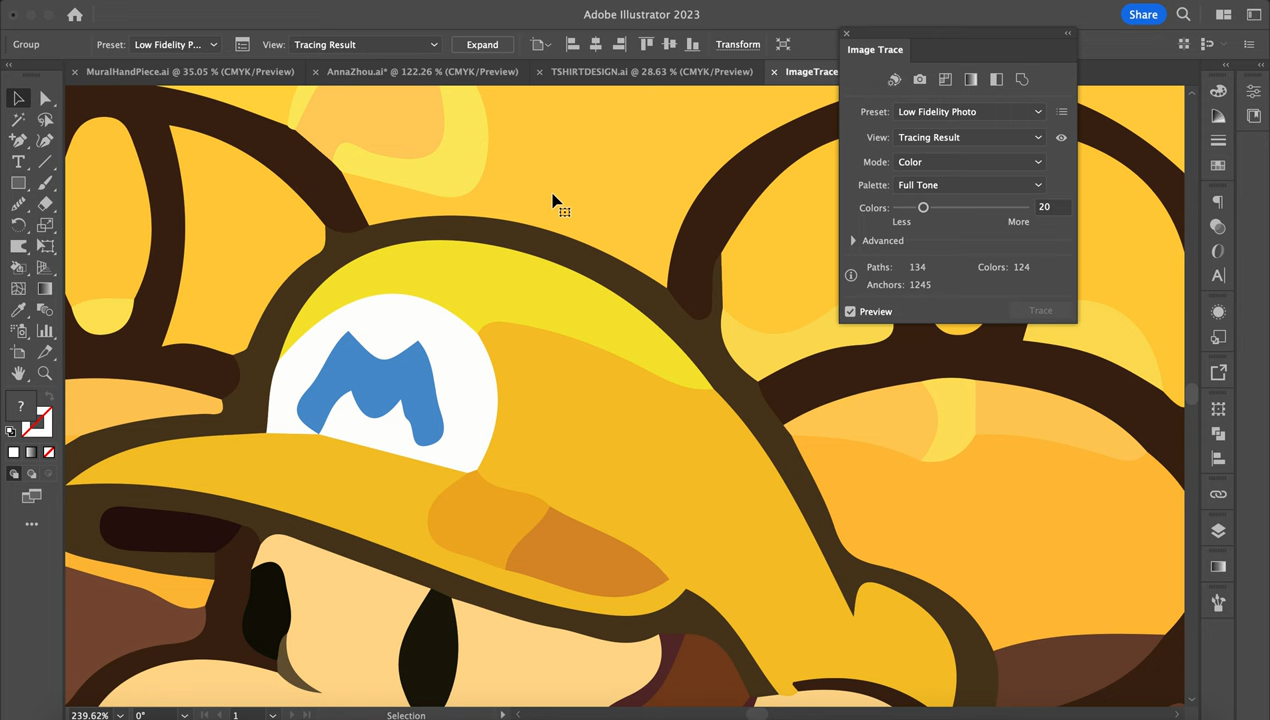 Adobe Illustrator 2023
Share
Group
Preset:
Low Fidelity P...
View:
Tracing Result
Expand
Transform
MuralHandPiece.ai @ 35.05 % (CMYK/Preview)
AnnaZhou.ai* @ 122.26 % (CMYK/Preview)
TSHIRTDESIGN.ai @ 28.63 % (CMYK/Preview)
ImageTrace
Image Trace
Preset:
Low Fidelity Photo
View:
Tracing Result
Mode:
Color
Palette:
Full Tone
Colors:
20
Less
More
Advanced
Paths:
134
Colors:
124
Anchors:
1245
Preview
Trace
M
?
239.62%
0°
1
Selection